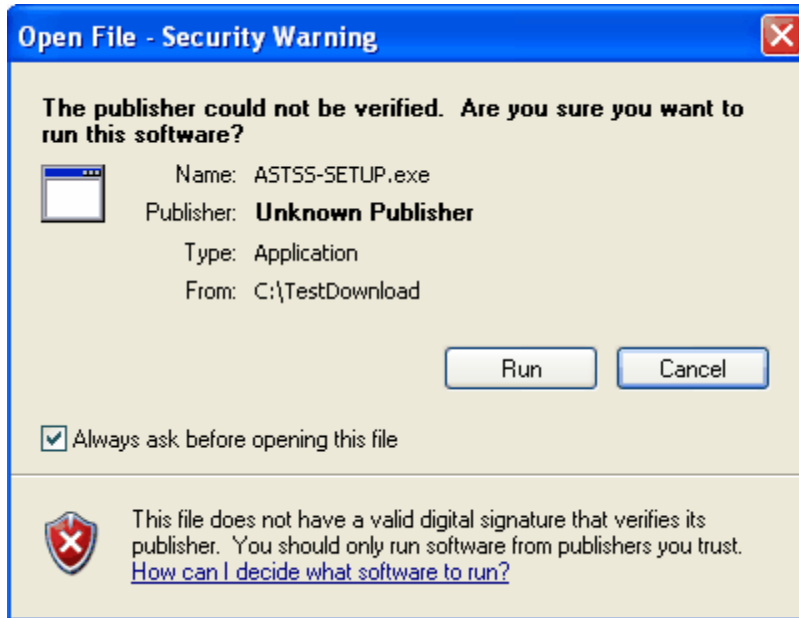 Open File - Security Warning
The publisher could not be verified.  Are you sure you want to
run this software?
Name: ASTSS-SETUP.exe
Publisher: Unknown Publisher
Type: Application
From: C:\TestDownload
Run Cancel
Always ask before opening this file
This file does not have a valid digital signature that verifies its
publisher.  You should only run software from publishers you trust.
How can I decide what software to run?